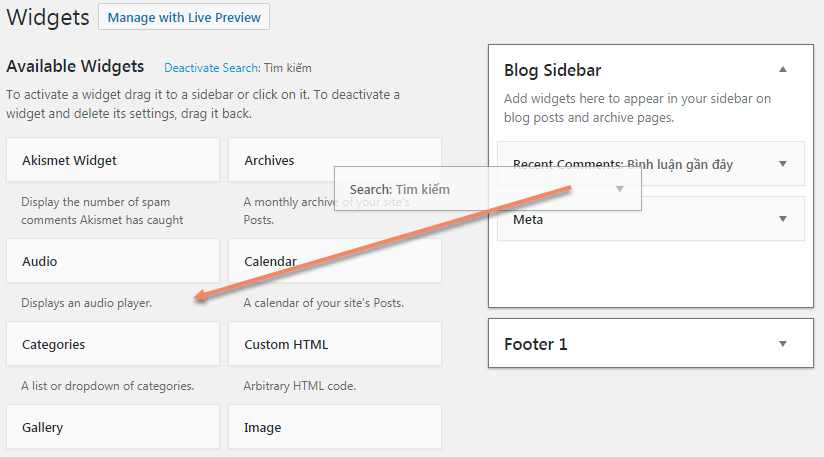 Widgets
Manage with Live Preview
Available Widgets
Deactivate Search: Tìm kiếm
To activate a widget drag it to a sidebar or click on it. To deactivate a
widget and delete its settings, drag it back.
Akismet Widget
Archives
Display the number of spam
comments Akismet has caught
A monthly archive of your site's
Posts.
Audio
Calendar
Displays an audio player.
A calendar of your site's Posts.
Categories
Custom HTML
A list or dropdown of categories.
Arbitrary HTML code.
Gallery
Image
Search: Tìm kiếm
Blog Sidebar
Add widgets here to appear in your sidebar on
blog posts and archive pages.
Recent Comments: Bình luận gần đây
Meta
Footer 1